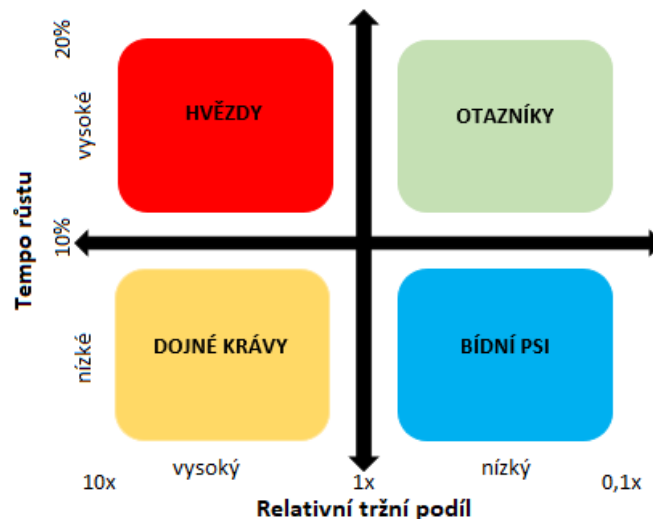 20%
vysoké
HVĚZDY
OTAZNÍKY
Tempo růstu
10%
nízké
DOJNÉ KRÁVY
BÍDNÍ PSI
vysoký
nízký
10x
1x
0,1x
Relativní tržní podíl